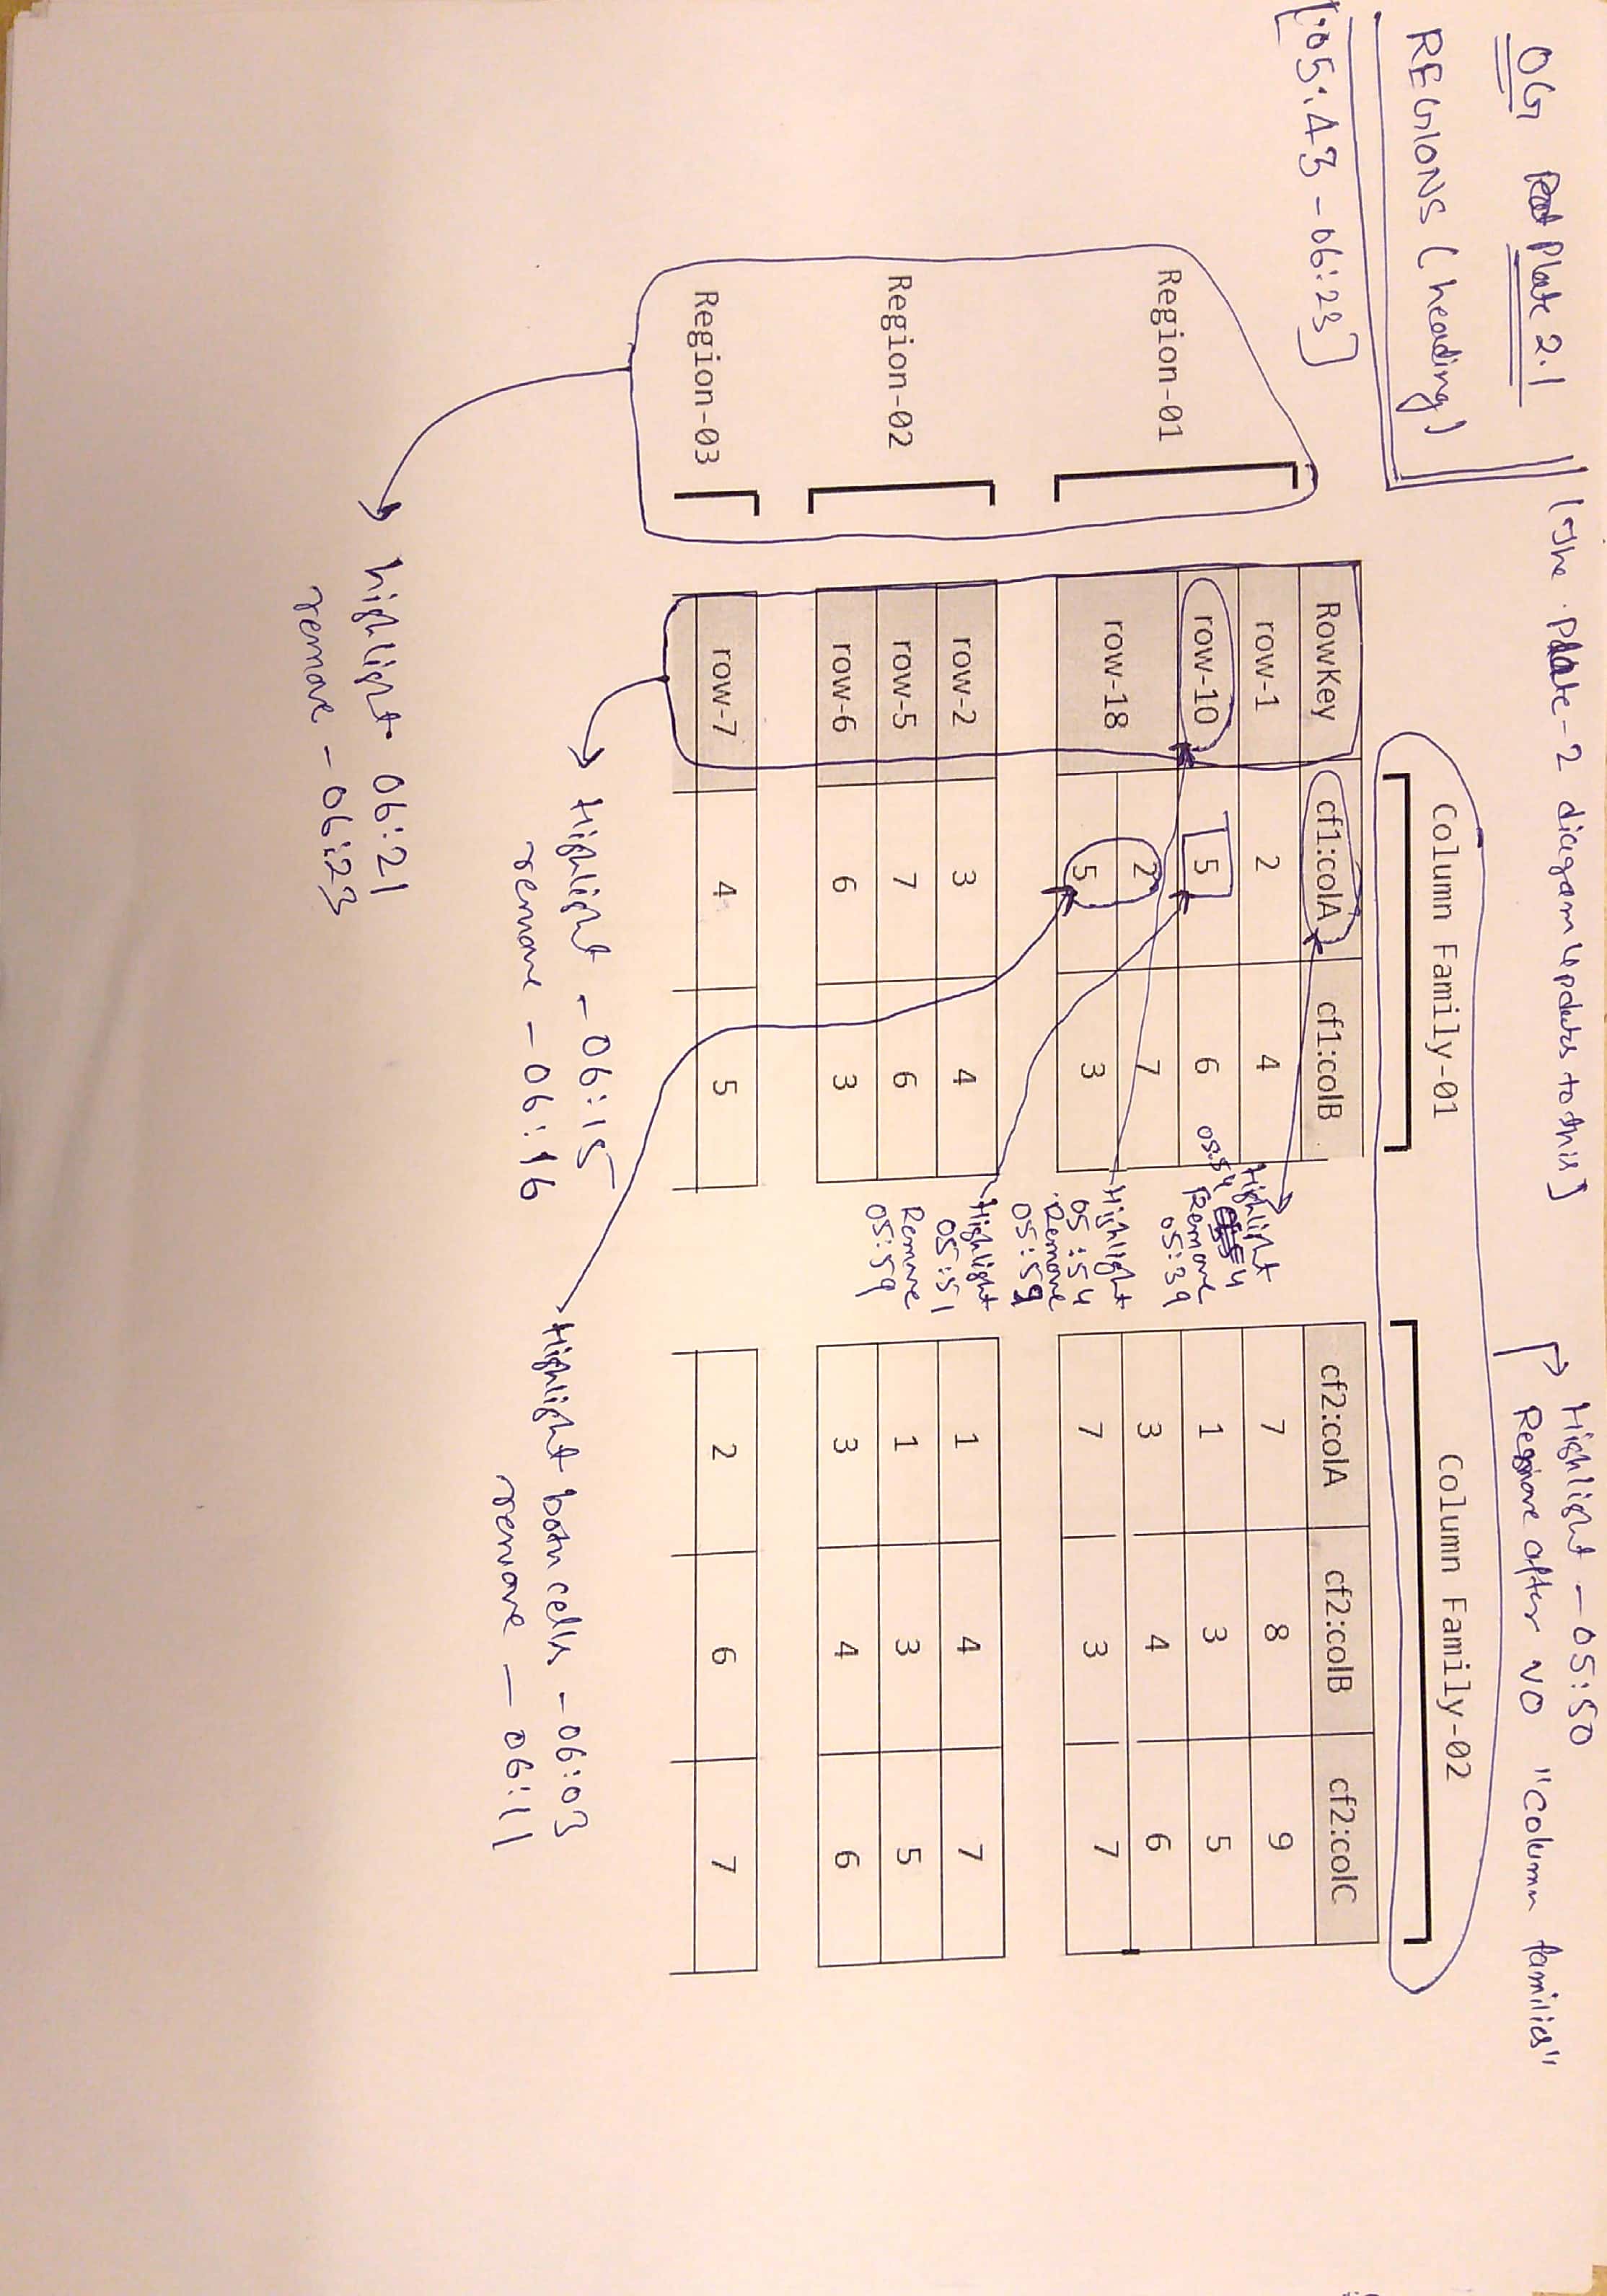 OG Plate 2.1
REGIONS (heading)
[05:43 - 06:23]
(The Plate-2 diagram updates to this]
Highlight - 05:50
Remove after VO "Column families"
Column Family-01
Column Family-02
RowKey cf1:colA cf1:colB cf2:colA cf2:colB cf2:colC
row-1 2 4 7 8 9
row-10 5 6 1 3 5
row-18 2 7 3 4 6
5 3 7 3 7
Region-01
row-2 3 4 1 4 7
row-5 7 6 1 3 5
row-6 6 3 3 4 6
Region-02
row-7 4 5 2 6 7
Region-03
Highlight
05:54
Remove
05:39
Highlight
05:54
Remove
05:59
Highlight
05:51
Remove
05:59
Highlight - 06:15
remove - 06:16
Highlight both cells - 06:03
remove - 06:11
highlight 06:21
remove - 06:23